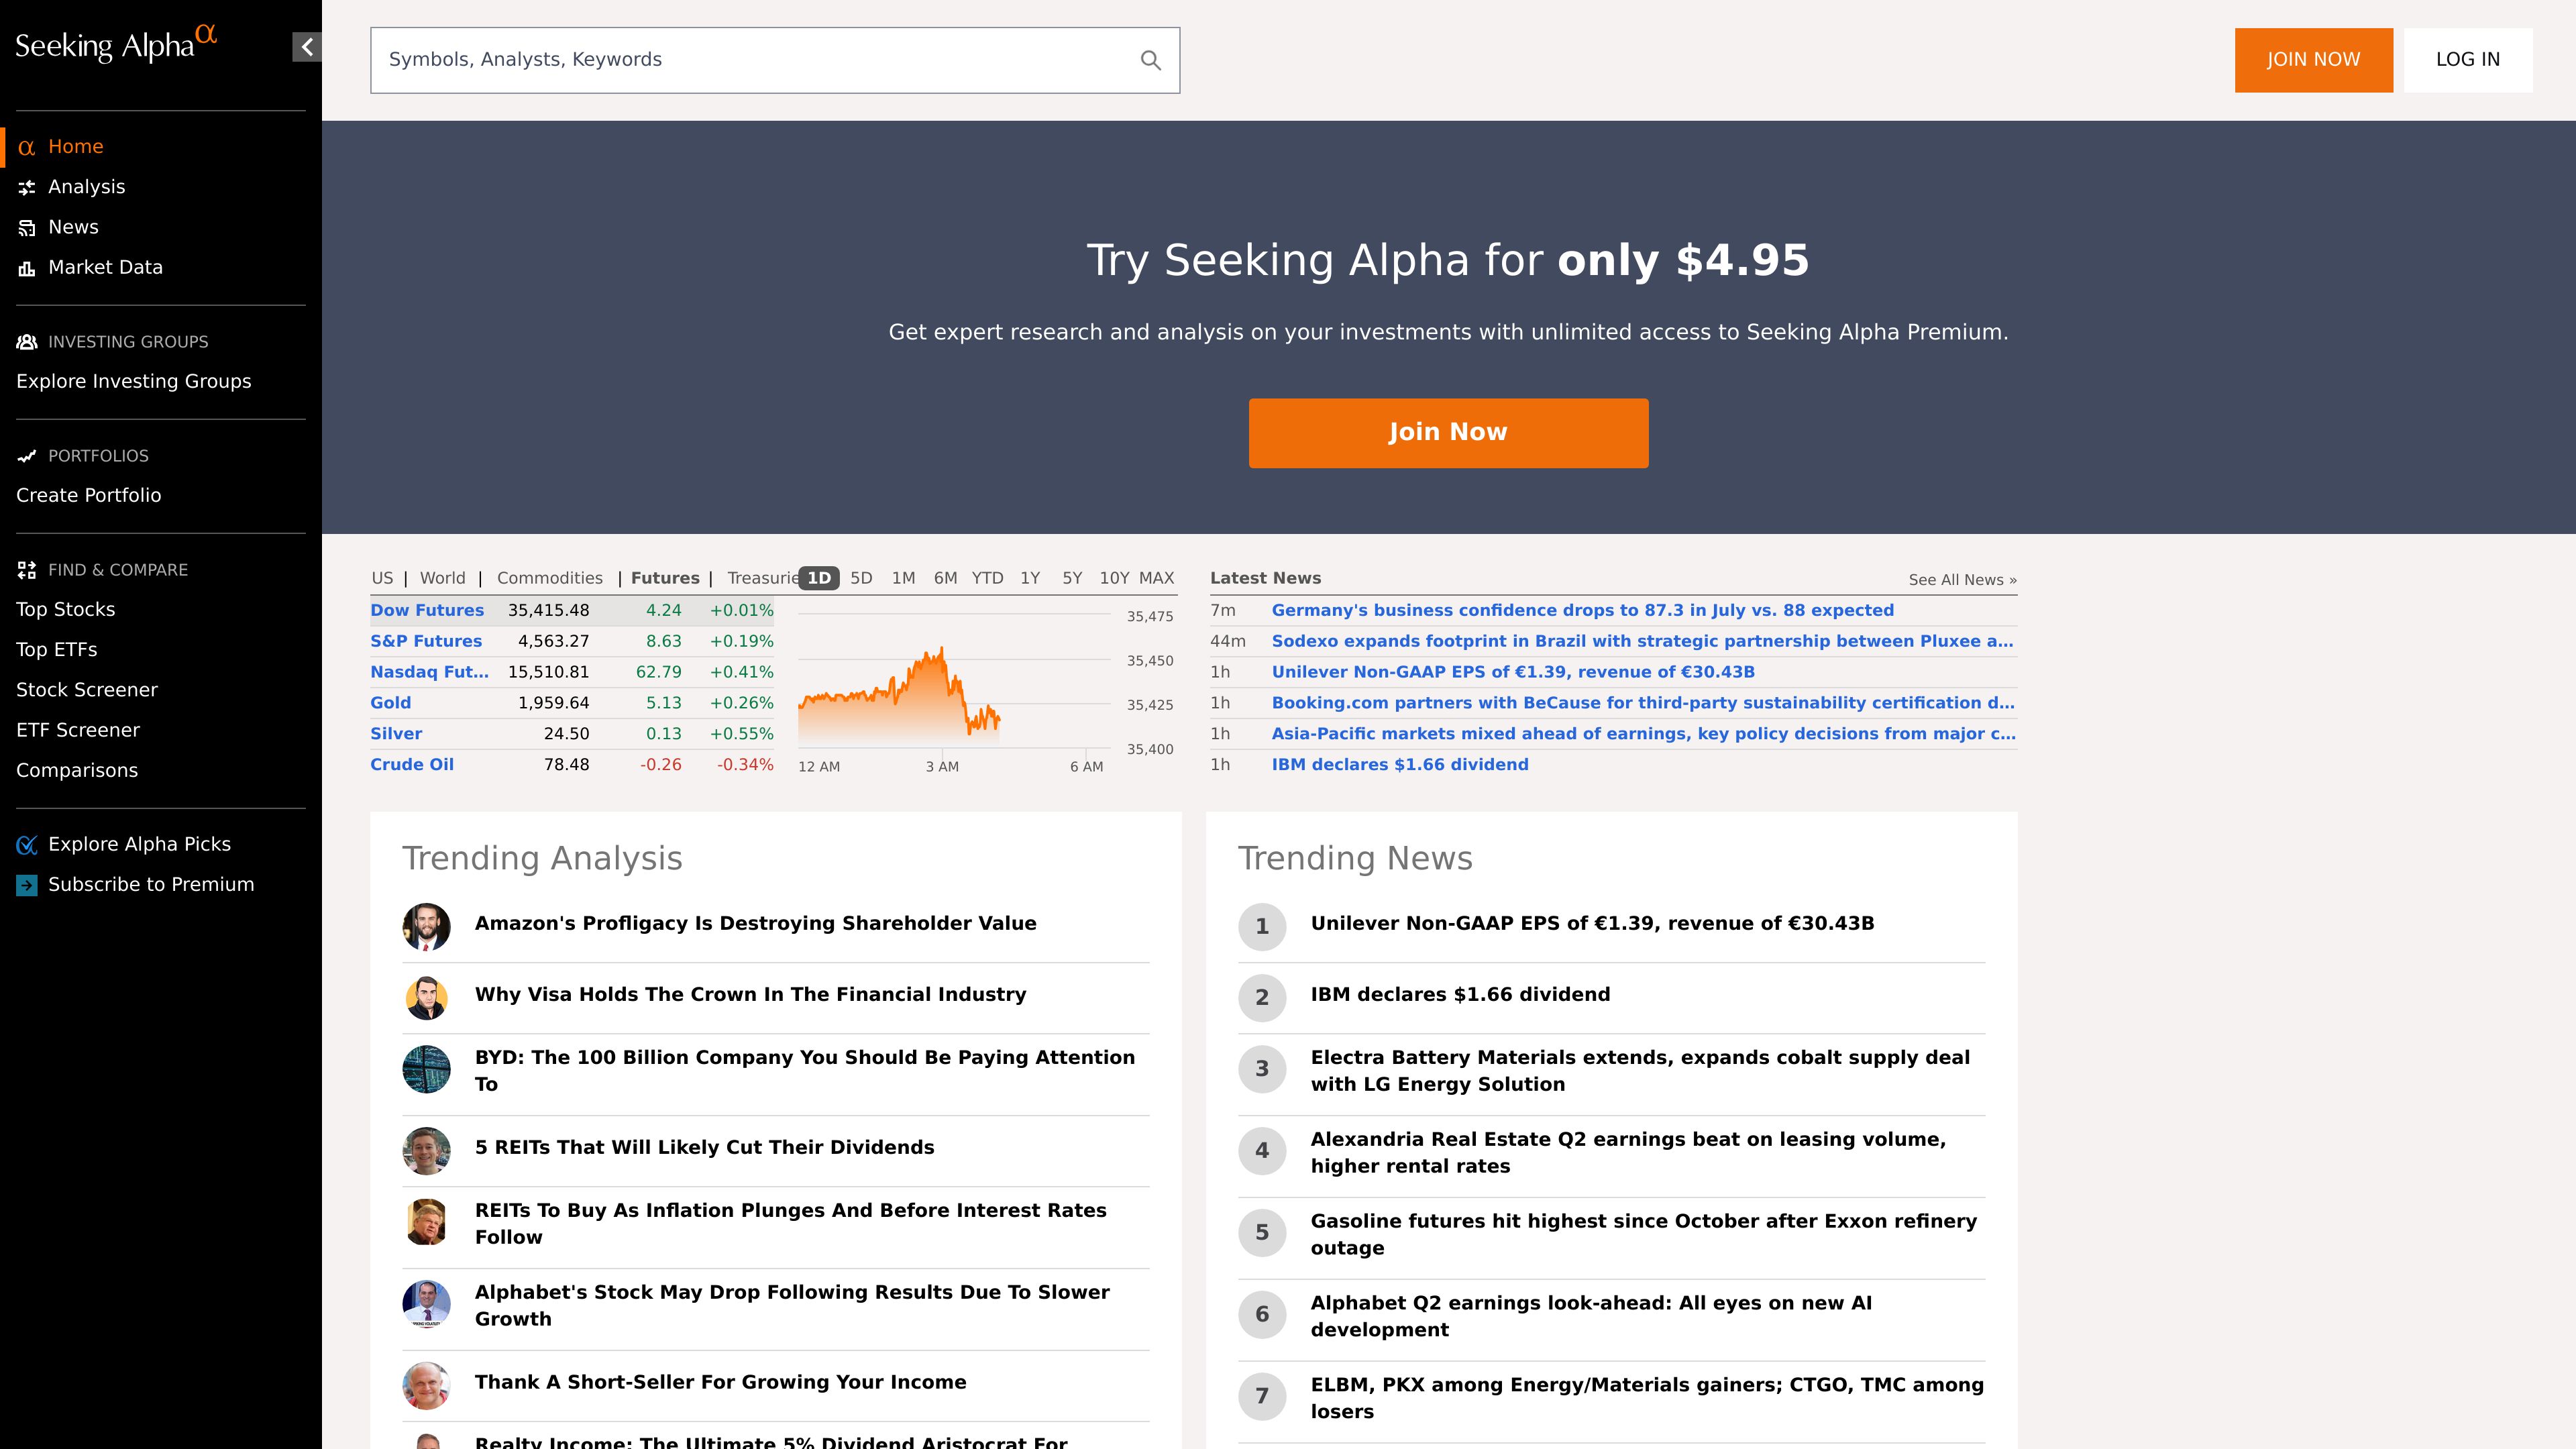 Seeking Alpha α
Home
Analysis
News
Market Data
INVESTING GROUPS
Explore Investing Groups
PORTFOLIOS
Create Portfolio
FIND & COMPARE
Top Stocks
Top ETFs
Stock Screener
ETF Screener
Comparisons
Explore Alpha Picks
Subscribe to Premium
Symbols, Analysts, Keywords
JOIN NOW
LOG IN
Try Seeking Alpha for only $4.95
Get expert research and analysis on your investments with unlimited access to Seeking Alpha Premium.
Join Now
US | World | Commodities | Futures | Treasurie
Dow Futures 35,415.48 4.24 +0.01%
S&P Futures 4,563.27 8.63 +0.19%
Nasdaq Fut... 15,510.81 62.79 +0.41%
Gold 1,959.64 5.13 +0.26%
Silver 24.50 0.13 +0.55%
Crude Oil 78.48 -0.26 -0.34%
1D 5D 1M 6M YTD 1Y 5Y 10Y MAX
35,475
35,450
35,425
35,400
12 AM 3 AM 6 AM
Latest News
See All News »
7m Germany's business confidence drops to 87.3 in July vs. 88 expected
44m Sodexo expands footprint in Brazil with strategic partnership between Pluxee a...
1h Unilever Non-GAAP EPS of €1.39, revenue of €30.43B
1h Booking.com partners with BeCause for third-party sustainability certification d...
1h Asia-Pacific markets mixed ahead of earnings, key policy decisions from major c...
1h IBM declares $1.66 dividend
Trending Analysis
Amazon's Profligacy Is Destroying Shareholder Value
Why Visa Holds The Crown In The Financial Industry
BYD: The 100 Billion Company You Should Be Paying Attention
To
5 REITs That Will Likely Cut Their Dividends
REITs To Buy As Inflation Plunges And Before Interest Rates
Follow
Alphabet's Stock May Drop Following Results Due To Slower
Growth
Thank A Short-Seller For Growing Your Income
Realty Income: The Ultimate 5% Dividend Aristocrat For
Trending News
1 Unilever Non-GAAP EPS of €1.39, revenue of €30.43B
2 IBM declares $1.66 dividend
3 Electra Battery Materials extends, expands cobalt supply deal
with LG Energy Solution
4 Alexandria Real Estate Q2 earnings beat on leasing volume,
higher rental rates
5 Gasoline futures hit highest since October after Exxon refinery
outage
6 Alphabet Q2 earnings look-ahead: All eyes on new AI
development
7 ELBM, PKX among Energy/Materials gainers; CTGO, TMC among
losers